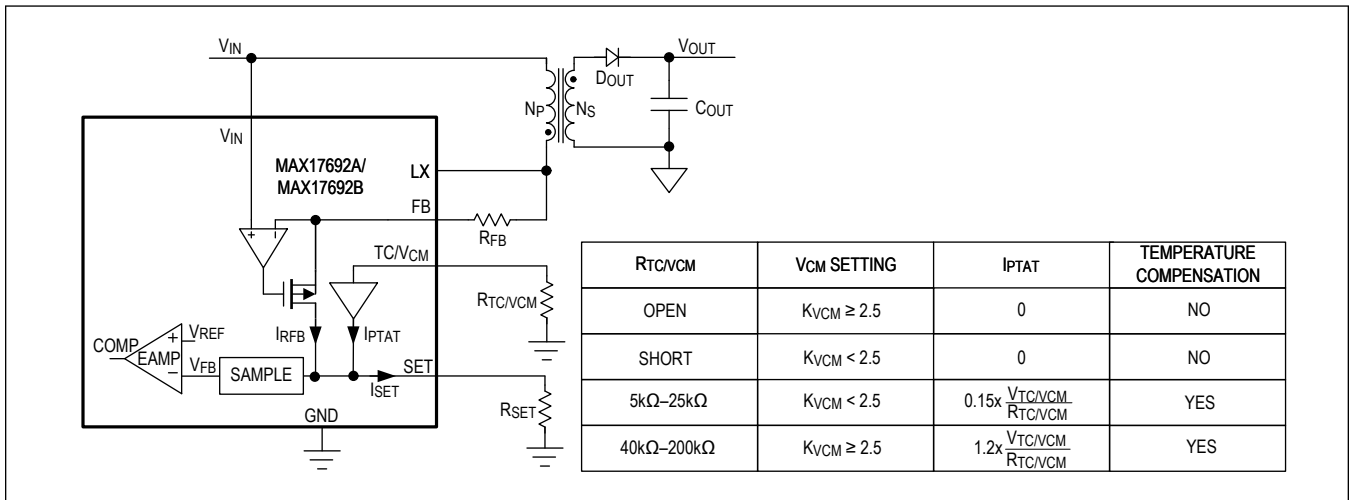 VIN
VOUT
DOUT
NP
NS
COUT
VIN
MAX17692A/
MAX17692B
LX
FB
RFB
TC/VCM
RTC/VCM
IRFB
IPTAT
COMP
EAMP
+
−
VREF
VFB
SAMPLE
SET
ISET
RSET
GND
RTC/VCM VCM SETTING IPTAT TEMPERATURE COMPENSATION
OPEN KVCM ≥ 2.5 0 NO
SHORT KVCM < 2.5 0 NO
5kΩ–25kΩ KVCM < 2.5 0.15x VTC/VCM / RTC/VCM YES
40kΩ–200kΩ KVCM ≥ 2.5 1.2x VTC/VCM / RTC/VCM YES